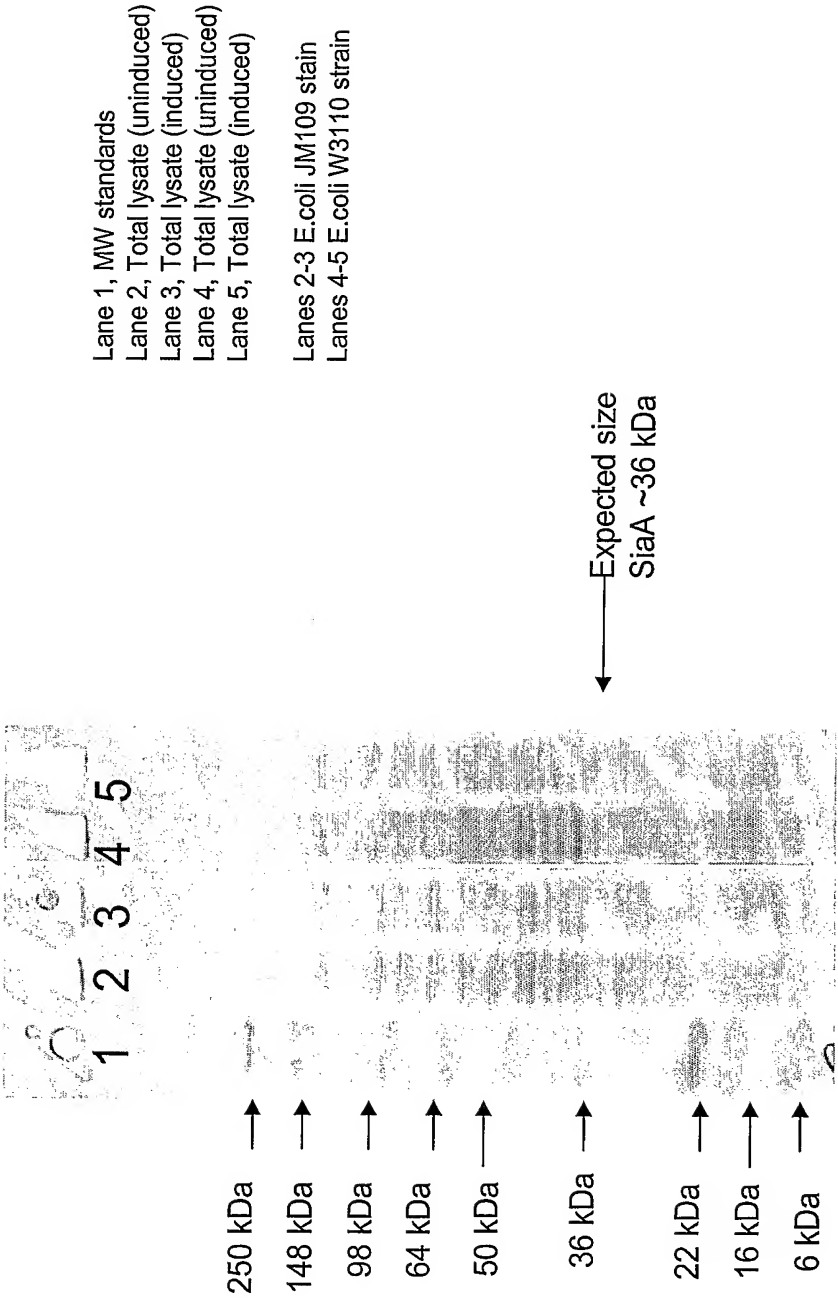 Lane 1, MW standards
Lane 2, Total lysate (uninduced)
Lane 3, Total lysate (induced)
Lane 4, Total lysate (uninduced)
Lane 5, Total lysate (induced)
Lanes 2-3 E.coli JM109 stain
Lanes 4-5 E.coli W3110 strain
Expected size
SiaA ~36 kDa
1 2 3 4 5
250 kDa
148 kDa
98 kDa
64 kDa
50 kDa
36 kDa
22 kDa
16 kDa
6 kDa